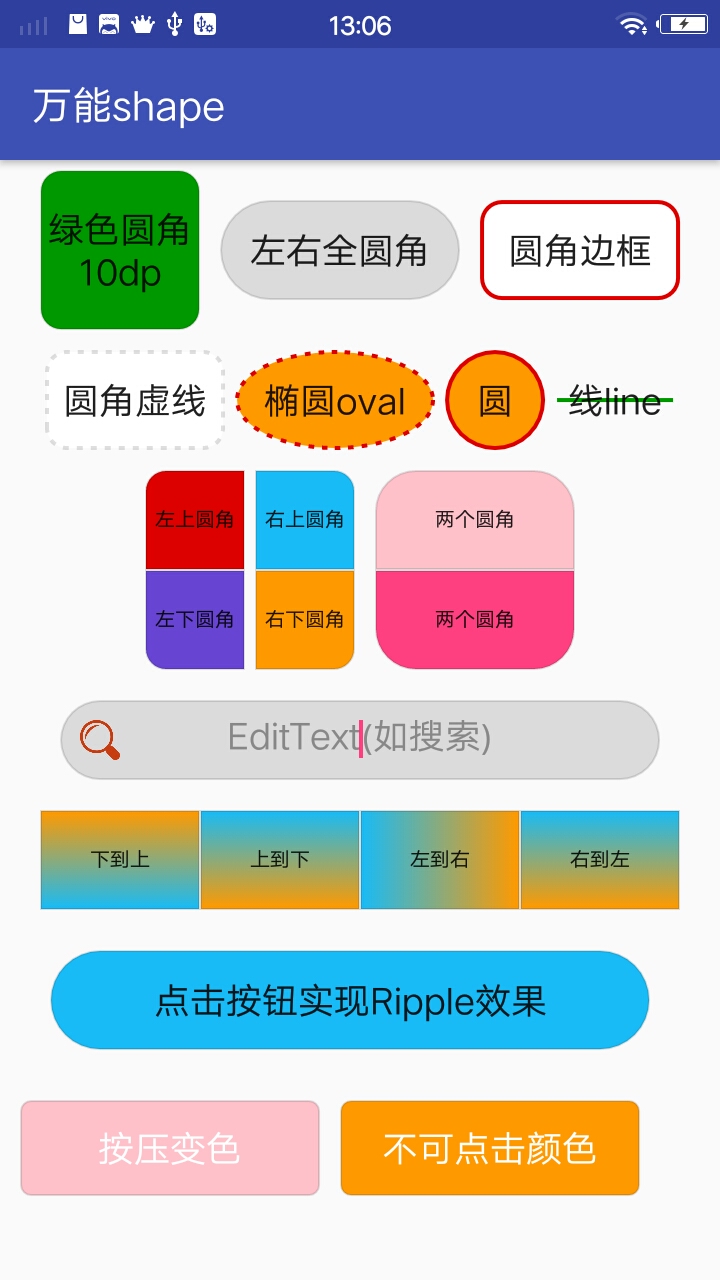 13:06
万能shape
绿色圆角
10dp
左右全圆角
圆角边框
圆角虚线
椭圆oval
圆
线line
左上圆角
右上圆角
两个圆角
左下圆角
右下圆角
两个圆角
EditText(如搜索)
下到上
上到下
左到右
右到左
点击按钮实现Ripple效果
按压变色
不可点击颜色